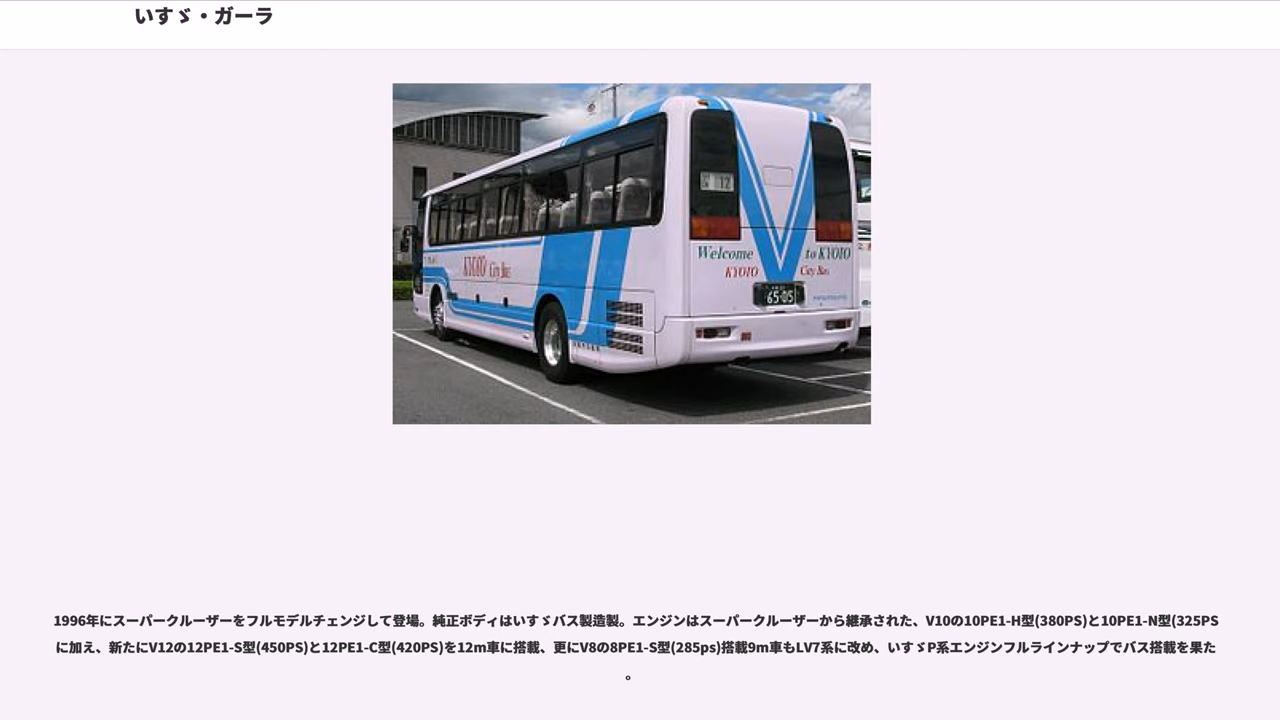 いすゞ・ガーラ
12
KYOTO City Bus
Welcome to KYOTO
KYOTO City Bus
65-05
1996年にスーパークルーザーをフルモデルチェンジして登場。純正ボディはいすゞバス製造製。エンジンはスーパークルーザーから継承された、V10の10PE1-H型(380PS)と10PE1-N型(325PS
に加え、新たにV12の12PE1-S型(450PS)と12PE1-C型(420PS)を12m車に搭載、更にV8の8PE1-S型(285ps)搭載9m車もLV7系に改め、いすゞP系エンジンフルラインナップでバス搭載を果た
。